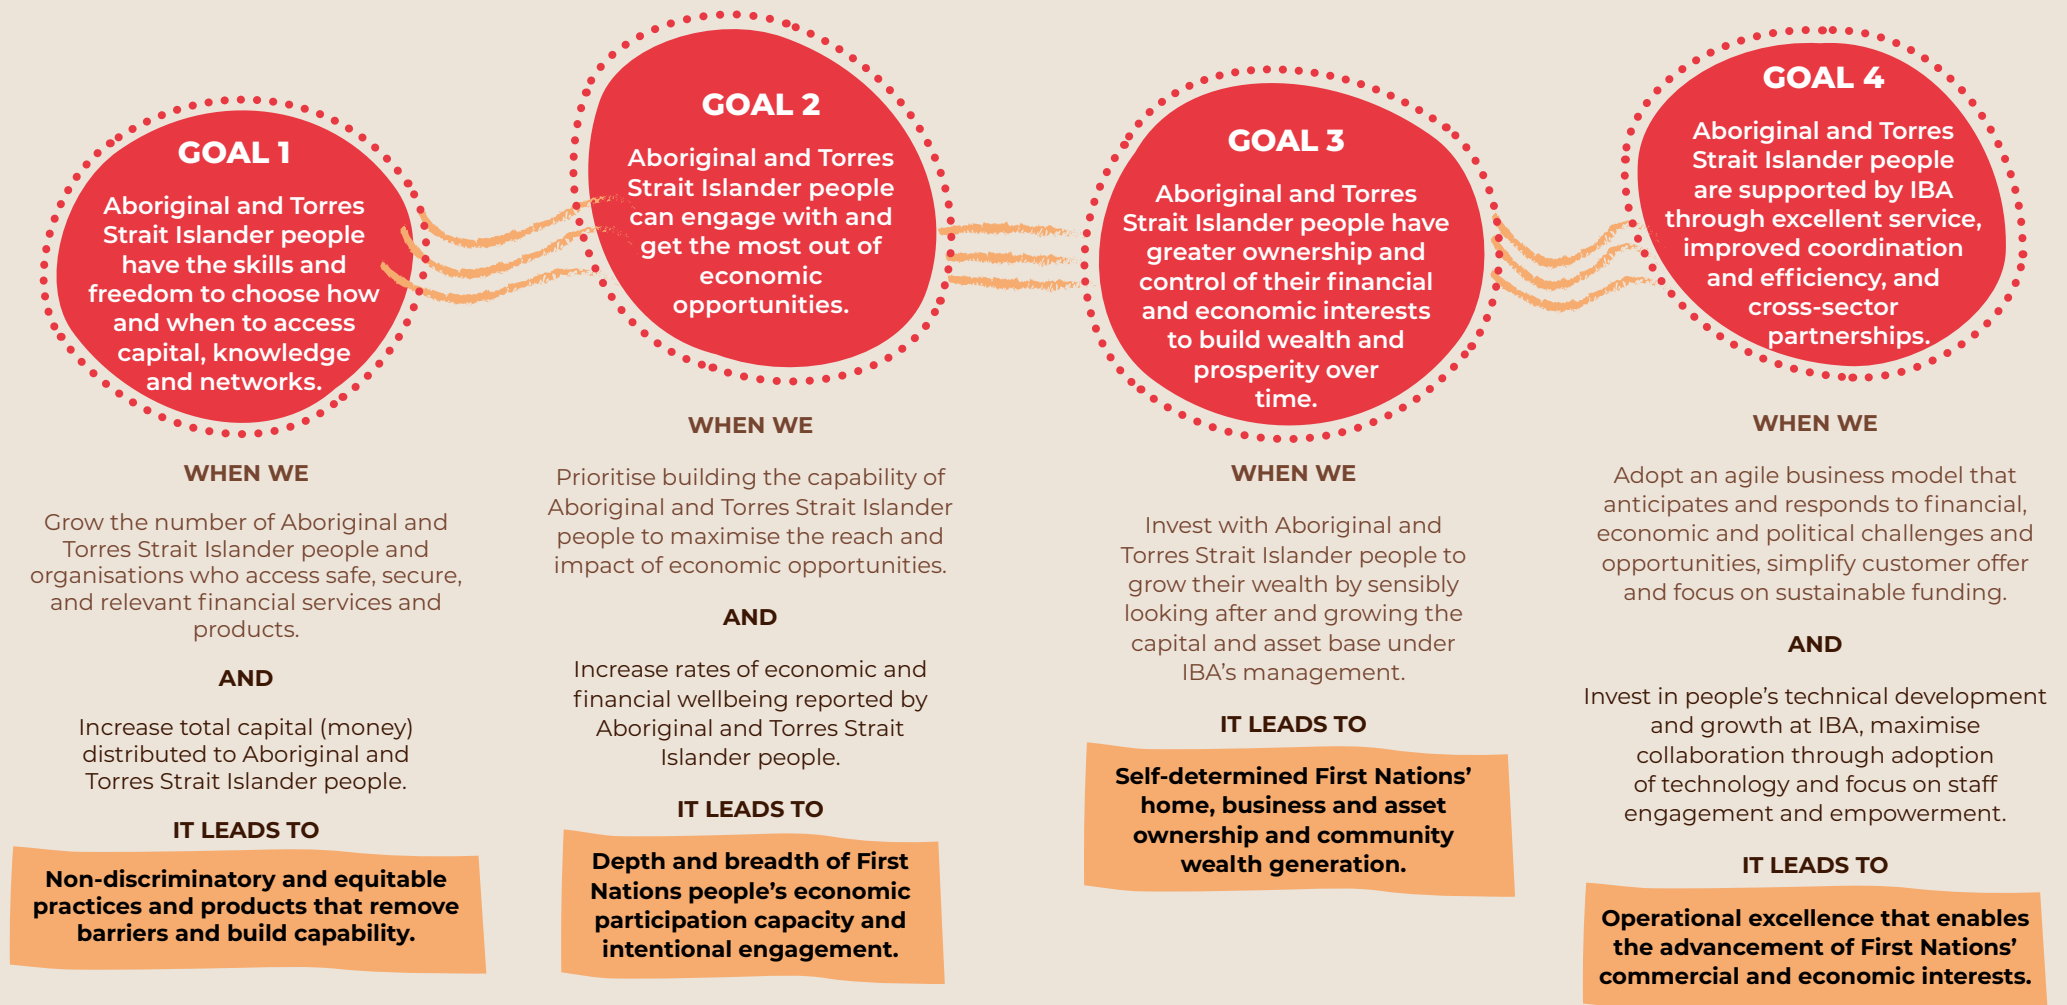 GOAL 1
Aboriginal and Torres
Strait Islander people
have the skills and
freedom to choose how
and when to access
capital, knowledge
and networks.
WHEN WE
Grow the number of Aboriginal and
Torres Strait Islander people and
organisations who access safe, secure,
and relevant financial services and
products.
AND
Increase total capital (money)
distributed to Aboriginal and
Torres Strait Islander people.
IT LEADS TO
Non-discriminatory and equitable
practices and products that remove
barriers and build capability.
GOAL 2
Aboriginal and Torres
Strait Islander people
can engage with and
get the most out of
economic
opportunities.
WHEN WE
Prioritise building the capability of
Aboriginal and Torres Strait Islander
people to maximise the reach and
impact of economic opportunities.
AND
Increase rates of economic and
financial wellbeing reported by
Aboriginal and Torres Strait
Islander people.
IT LEADS TO
Depth and breadth of First
Nations people's economic
participation capacity and
intentional engagement.
GOAL 3
Aboriginal and Torres
Strait Islander people have
greater ownership and
control of their financial
and economic interests
to build wealth and
prosperity over
time.
WHEN WE
Invest with Aboriginal and
Torres Strait Islander people to
grow their wealth by sensibly
looking after and growing the
capital and asset base under
IBA's management.
IT LEADS TO
Self-determined First Nations'
home, business and asset
ownership and community
wealth generation.
GOAL 4
Aboriginal and Torres
Strait Islander people
are supported by IBA
through excellent service,
improved coordination
and efficiency, and
cross-sector
partnerships.
WHEN WE
Adopt an agile business model that
anticipates and responds to financial,
economic and political challenges and
opportunities, simplify customer offer
and focus on sustainable funding.
AND
Invest in people's technical development
and growth at IBA, maximise
collaboration through adoption
of technology and focus on staff
engagement and empowerment.
IT LEADS TO
Operational excellence that enables
the advancement of First Nations'
commercial and economic interests.